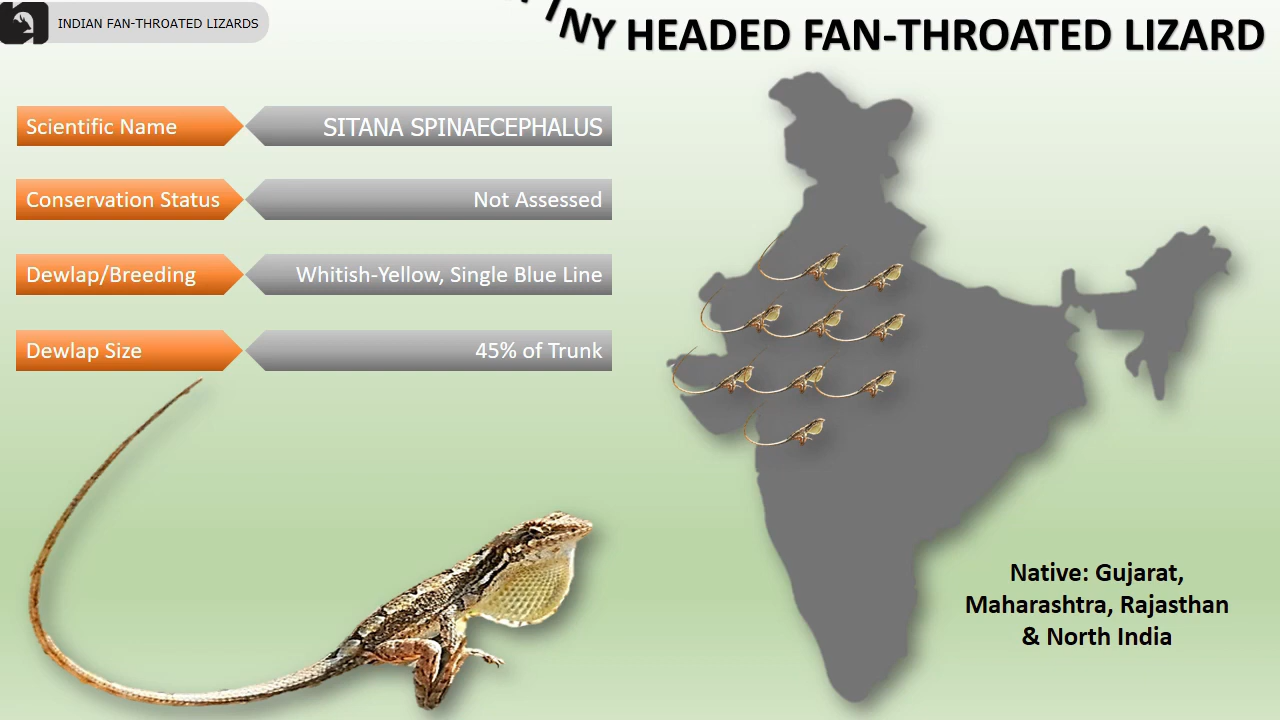 INDIAN FAN-THROATED LIZARDS
INY HEADED FAN-THROATED LIZARD
Scientific Name
SITANA SPINAECEPHALUS
Conservation Status
Not Assessed
Dewlap/Breeding
Whitish-Yellow, Single Blue Line
Dewlap Size
45% of Trunk
Native: Gujarat,
Maharashtra, Rajasthan
& North India